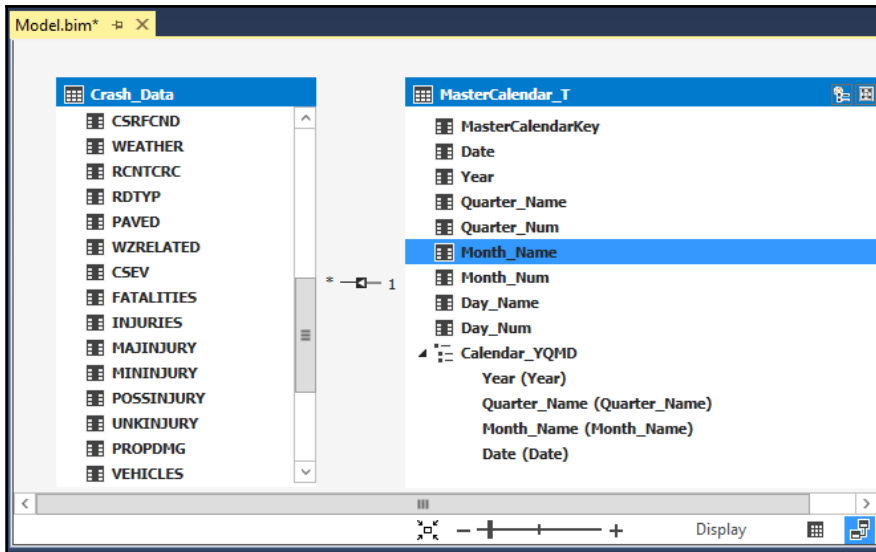 Model.bim*
Crash_Data
CSRFCND
WEATHER
RCNTCRC
RDTYP
PAVED
WZRELATED
CSEV
FATALITIES
INJURIES
MAJINJURY
MININJURY
POSSINJURY
UNKINJURY
PROPDMG
VEHICLES
* 1
MasterCalendar_T
MasterCalendarKey
Date
Year
Quarter_Name
Quarter_Num
Month_Name
Month_Num
Day_Name
Day_Num
Calendar_YQMD
Year (Year)
Quarter_Name (Quarter_Name)
Month_Name (Month_Name)
Date (Date)
Display